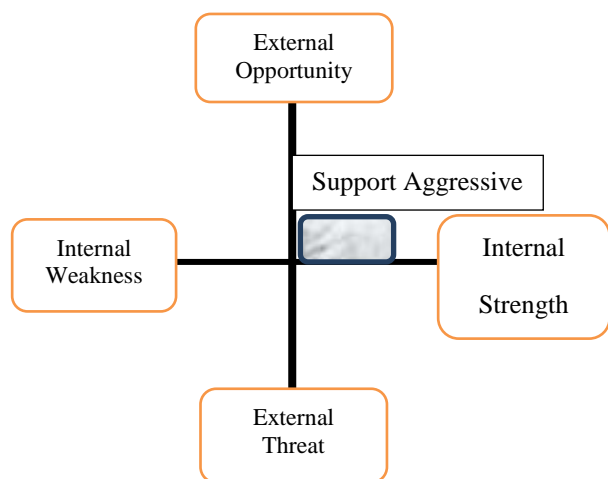 External
Opportunity
Support Aggressive
Internal
Weakness
Internal
Strength
External
Threat